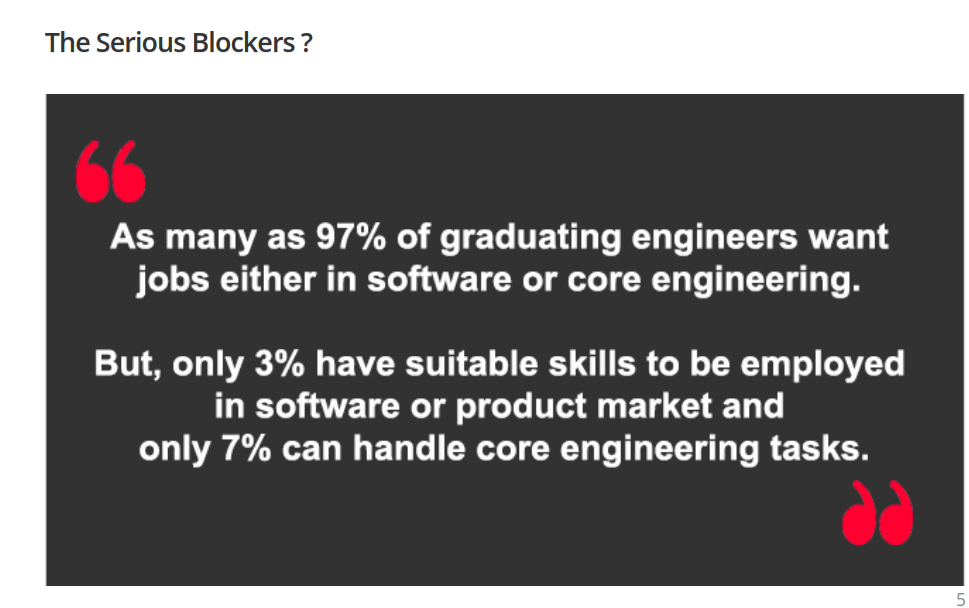 The Serious Blockers ?
“
As many as 97% of graduating engineers want
jobs either in software or core engineering.
But, only 3% have suitable skills to be employed
in software or product market and
only 7% can handle core engineering tasks.
”
5